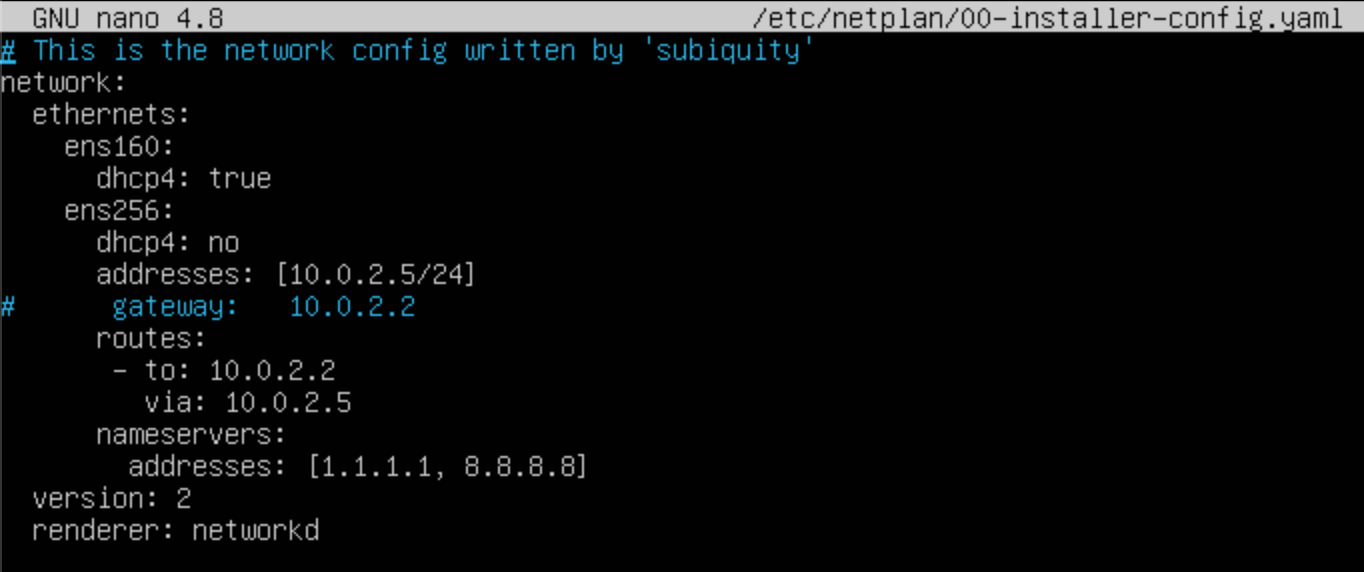 GNU nano 4.8 /etc/netplan/00-installer-config.yaml
# This is the network config written by 'subiquity'
network:
  ethernets:
    ens160:
      dhcp4: true
    ens256:
      dhcp4: no
      addresses: [10.0.2.5/24]
#      gateway:   10.0.2.2
      routes:
       - to: 10.0.2.2
         via: 10.0.2.5
      nameservers:
        addresses: [1.1.1.1, 8.8.8.8]
  version: 2
  renderer: networkd